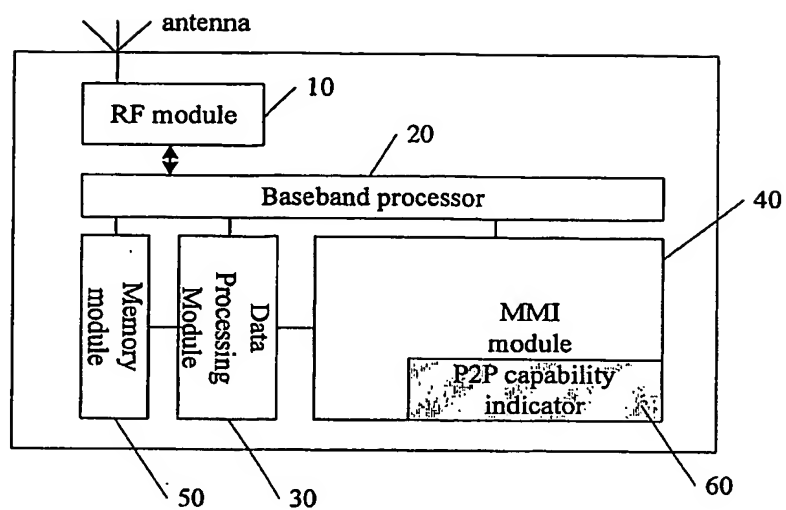 antenna
RF module
10
20
Baseband processor
40
Memory
module
Data
Processing
Module
MMI
module
P2P capability
indicator
50
30
60